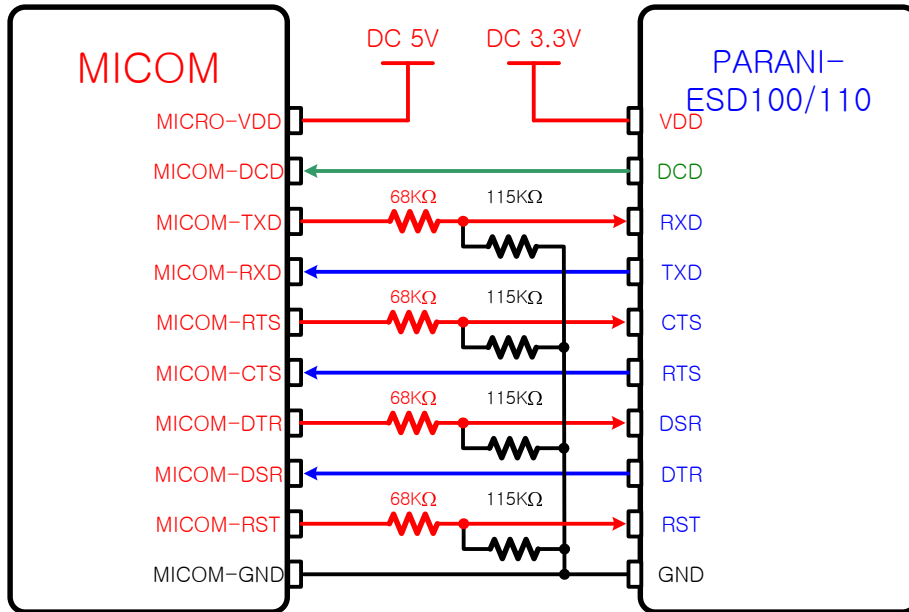 DC 5V DC 3.3V
MICOM
PARANI-
ESD100/110
MICRO-VDD VDD
MICOM-DCD DCD
68KΩ 115KΩ
MICOM-TXD RXD
MICOM-RXD TXD
68KΩ 115KΩ
MICOM-RTS CTS
MICOM-CTS RTS
68KΩ 115KΩ
MICOM-DTR DSR
MICOM-DSR DTR
68KΩ 115KΩ
MICOM-RST RST
MICOM-GND GND